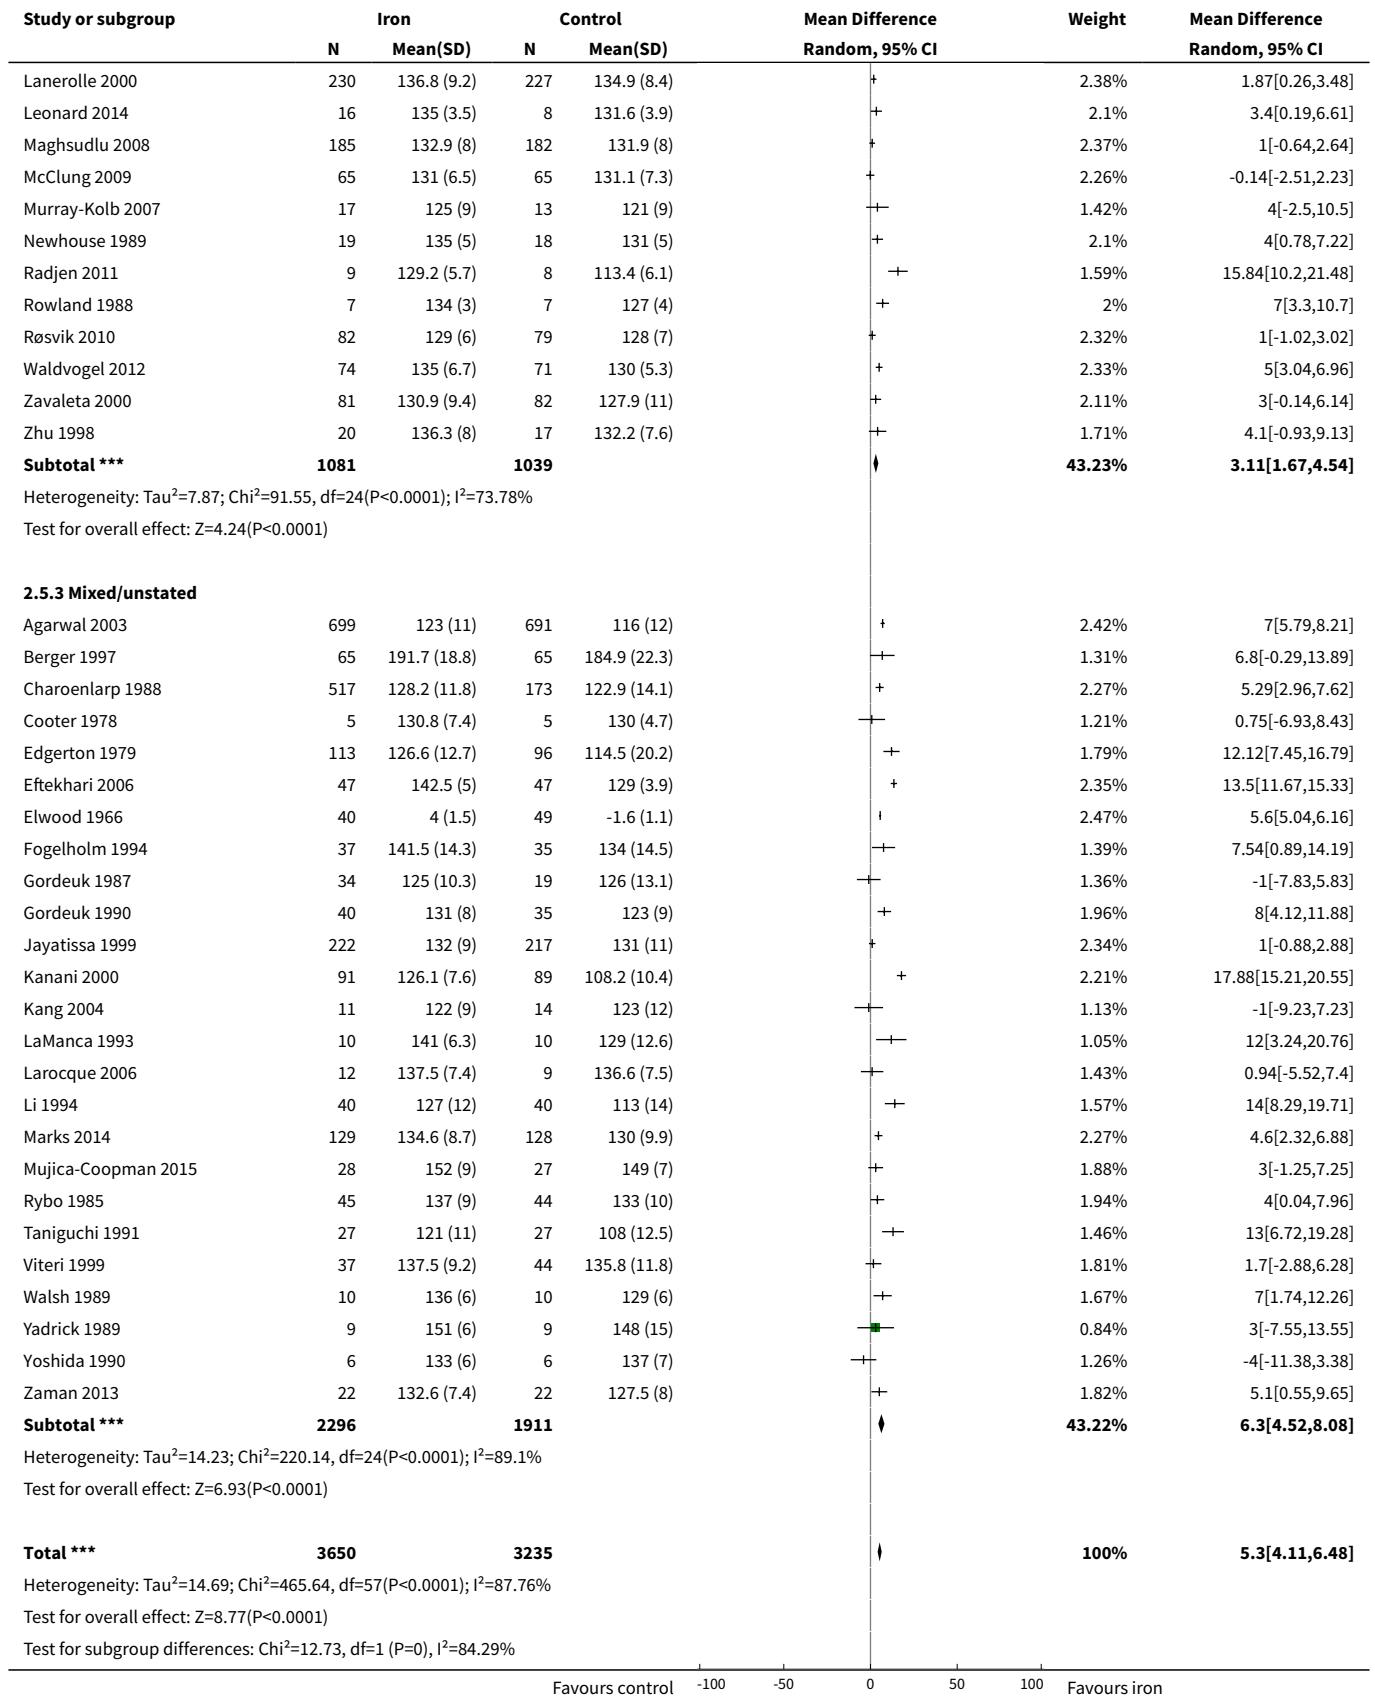 Study or subgroup Iron Control Mean Difference Weight Mean Difference
N Mean(SD) N Mean(SD) Random, 95% CI Random, 95% CI
Lanerolle 2000 230 136.8 (9.2) 227 134.9 (8.4) 2.38% 1.87[0.26,3.48]
Leonard 2014 16 135 (3.5) 8 131.6 (3.9) 2.1% 3.4[0.19,6.61]
Maghsudlu 2008 185 132.9 (8) 182 131.9 (8) 2.37% 1[-0.64,2.64]
McClung 2009 65 131 (6.5) 65 131.1 (7.3) 2.26% -0.14[-2.51,2.23]
Murray-Kolb 2007 17 125 (9) 13 121 (9) 1.42% 4[-2.5,10.5]
Newhouse 1989 19 135 (5) 18 131 (5) 2.1% 4[0.78,7.22]
Radjen 2011 9 129.2 (5.7) 8 113.4 (6.1) 1.59% 15.84[10.2,21.48]
Rowland 1988 7 134 (3) 7 127 (4) 2% 7[3.3,10.7]
Røsvik 2010 82 129 (6) 79 128 (7) 2.32% 1[-1.02,3.02]
Waldvogel 2012 74 135 (6.7) 71 130 (5.3) 2.33% 5[3.04,6.96]
Zavaleta 2000 81 130.9 (9.4) 82 127.9 (11) 2.11% 3[-0.14,6.14]
Zhu 1998 20 136.3 (8) 17 132.2 (7.6) 1.71% 4.1[-0.93,9.13]
Subtotal *** 1081 1039 43.23% 3.11[1.67,4.54]
Heterogeneity: Tau²=7.87; Chi²=91.55, df=24(P<0.0001); I²=73.78%
Test for overall effect: Z=4.24(P<0.0001)
2.5.3 Mixed/unstated
Agarwal 2003 699 123 (11) 691 116 (12) 2.42% 7[5.79,8.21]
Berger 1997 65 191.7 (18.8) 65 184.9 (22.3) 1.31% 6.8[-0.29,13.89]
Charoenlarp 1988 517 128.2 (11.8) 173 122.9 (14.1) 2.27% 5.29[2.96,7.62]
Cooter 1978 5 130.8 (7.4) 5 130 (4.7) 1.21% 0.75[-6.93,8.43]
Edgerton 1979 113 126.6 (12.7) 96 114.5 (20.2) 1.79% 12.12[7.45,16.79]
Eftekhari 2006 47 142.5 (5) 47 129 (3.9) 2.35% 13.5[11.67,15.33]
Elwood 1966 40 4 (1.5) 49 -1.6 (1.1) 2.47% 5.6[5.04,6.16]
Fogelholm 1994 37 141.5 (14.3) 35 134 (14.5) 1.39% 7.54[0.89,14.19]
Gordeuk 1987 34 125 (10.3) 19 126 (13.1) 1.36% -1[-7.83,5.83]
Gordeuk 1990 40 131 (8) 35 123 (9) 1.96% 8[4.12,11.88]
Jayatissa 1999 222 132 (9) 217 131 (11) 2.34% 1[-0.88,2.88]
Kanani 2000 91 126.1 (7.6) 89 108.2 (10.4) 2.21% 17.88[15.21,20.55]
Kang 2004 11 122 (9) 14 123 (12) 1.13% -1[-9.23,7.23]
LaManca 1993 10 141 (6.3) 10 129 (12.6) 1.05% 12[3.24,20.76]
Larocque 2006 12 137.5 (7.4) 9 136.6 (7.5) 1.43% 0.94[-5.52,7.4]
Li 1994 40 127 (12) 40 113 (14) 1.57% 14[8.29,19.71]
Marks 2014 129 134.6 (8.7) 128 130 (9.9) 2.27% 4.6[2.32,6.88]
Mujica-Coopman 2015 28 152 (9) 27 149 (7) 1.88% 3[-1.25,7.25]
Rybo 1985 45 137 (9) 44 133 (10) 1.94% 4[0.04,7.96]
Taniguchi 1991 27 121 (11) 27 108 (12.5) 1.46% 13[6.72,19.28]
Viteri 1999 37 137.5 (9.2) 44 135.8 (11.8) 1.81% 1.7[-2.88,6.28]
Walsh 1989 10 136 (6) 10 129 (6) 1.67% 7[1.74,12.26]
Yadrick 1989 9 151 (6) 9 148 (15) 0.84% 3[-7.55,13.55]
Yoshida 1990 6 133 (6) 6 137 (7) 1.26% -4[-11.38,3.38]
Zaman 2013 22 132.6 (7.4) 22 127.5 (8) 1.82% 5.1[0.55,9.65]
Subtotal *** 2296 1911 43.22% 6.3[4.52,8.08]
Heterogeneity: Tau²=14.23; Chi²=220.14, df=24(P<0.0001); I²=89.1%
Test for overall effect: Z=6.93(P<0.0001)
Total *** 3650 3235 100% 5.3[4.11,6.48]
Heterogeneity: Tau²=14.69; Chi²=465.64, df=57(P<0.0001); I²=87.76%
Test for overall effect: Z=8.77(P<0.0001)
Test for subgroup differences: Chi²=12.73, df=1 (P=0), I²=84.29%
Favours control -100 -50 0 50 100 Favours iron